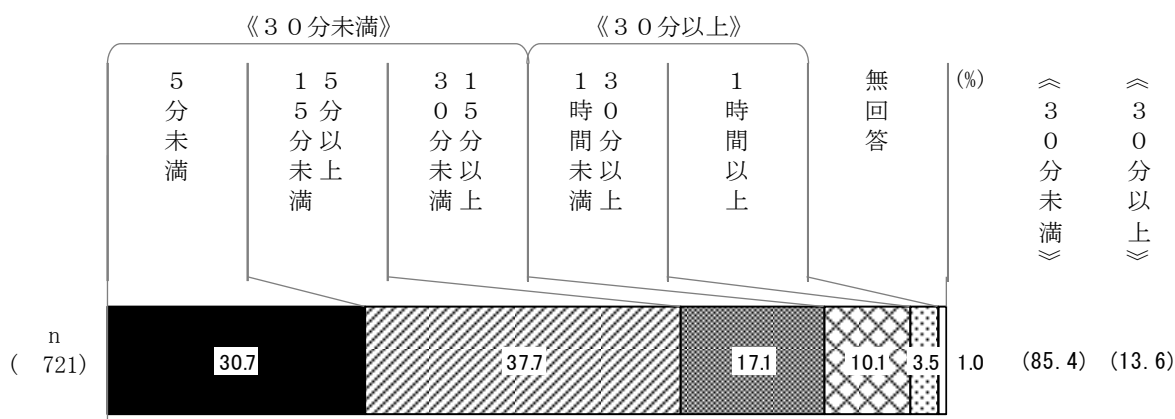 《３０分未満》
《３０分以上》
５分未満
５分以上
１５分未満
１５分以上
３０分未満
３０分以上
１時間未満
１時間以上
無回答
(%)
《３０分未満》
《３０分以上》
n
( 721)
30.7
37.7
17.1
10.1
3.5
1.0
(85.4)
(13.6)